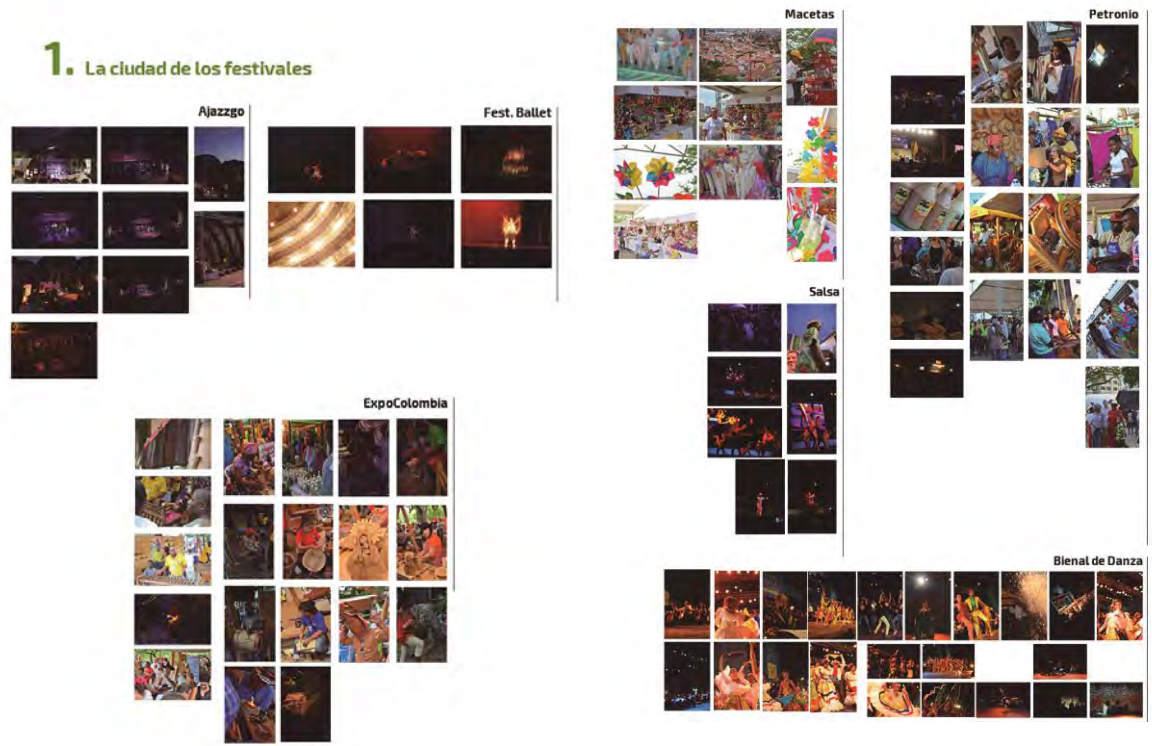 1. La ciudad de los festivales
Ajazzgo
Fest. Ballet
ExpoColombia
Macetas
Petronio
Salsa
Bienal de Danza